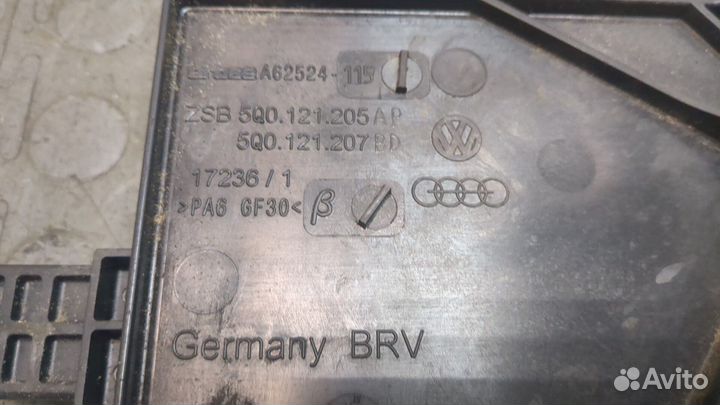 A62524-115
ZSB 5Q0.121.205 AP
5Q0.121.207 BD
17236/1
>PA6 GF30< β
Germany BRV
Avito